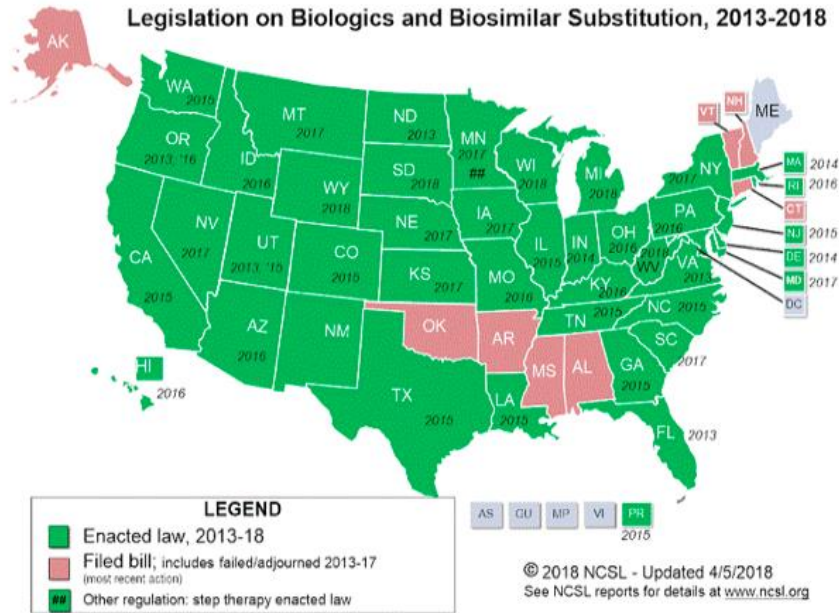 Legislation on Biologics and Biosimilar Substitution, 2013-2018
AK
WA
2015
MT
2017
ND
2013
MN
2017
##
OR
2013, '16
ID
2016
WY
2018
SD
2018
WI
2018
MI
2018
NY
2017
VT
NH
ME
MA 2014
RI 2016
CT
NJ 2015
DE 2014
MD 2017
DC
NV
2017
UT
2013, '15
CO
2015
NE
2017
IA
2017
IL
2015
IN
2014
OH
2016
PA
2016
2018
WV
VA
2013
CA
2015
KS
2017
MO
2016
KY
2016
NC 2015
TN
2015
SC
2017
AZ
2016
NM
OK
AR
MS
AL
GA
2015
HI
2016
TX
2015
LA
2015
FL 2013
LEGEND
Enacted law, 2013-18
Filed bill; includes failed/adjourned 2013-17
(most recent action)
## Other regulation: step therapy enacted law
AS GU MP VI PR
2015
© 2018 NCSL - Updated 4/5/2018
See NCSL reports for details at www.ncsl.org